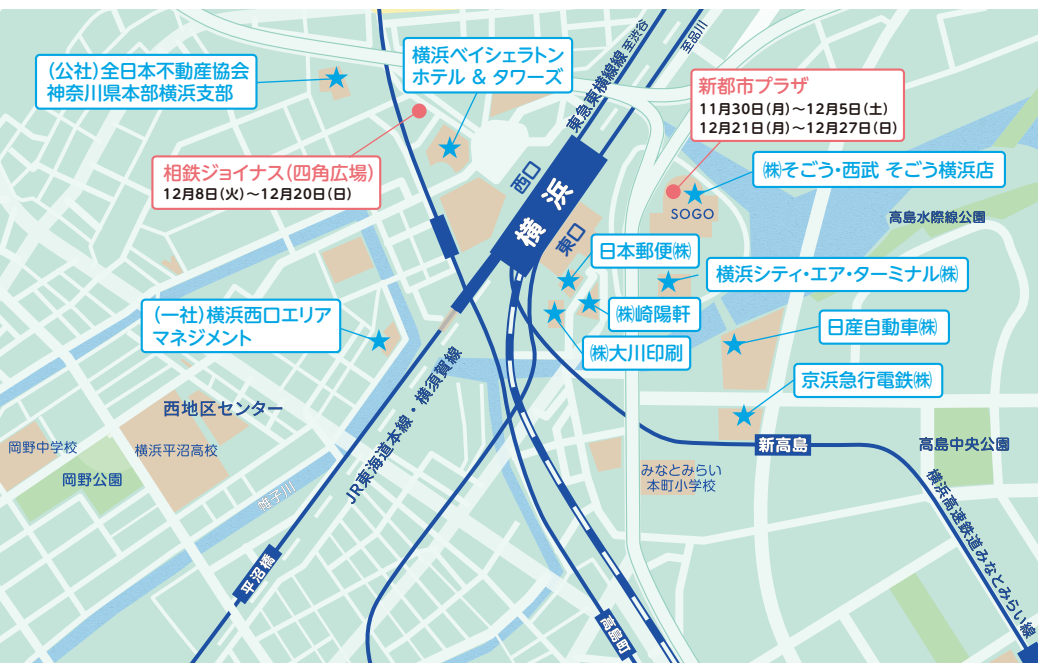 (公社)全日本不動産協会
神奈川県本部横浜支部
横浜ベイシェラトン
ホテル & タワーズ
東急東横線線 至渋谷
至品川
新都市プラザ
11月30日(月)〜12月5日(土)
12月21日(月)〜12月27日(日)
相鉄ジョイナス(四角広場)
12月8日(火)〜12月20日(日)
西口
横浜
東口
㈱そごう・西武 そごう横浜店
SOGO
高島水際線公園
日本郵便㈱
横浜シティ・エア・ターミナル㈱
㈱崎陽軒
(一社)横浜西口エリア
マネジメント
日産自動車㈱
㈱大川印刷
京浜急行電鉄㈱
JR東海道本線・横須賀線
西地区センター
岡野中学校
横浜平沼高校
岡野公園
新高島
高島中央公園
みなとみらい
本町小学校
帷子川
横浜高速鉄道みなとみらい線
平沼橋
高島町